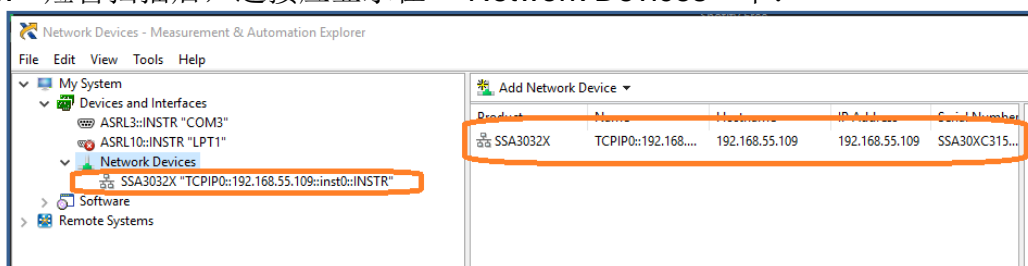 Network Devices - Measurement & Automation Explorer
File Edit View Tools Help
My System
Devices and Interfaces
ASRL3::INSTR "COM3"
ASRL10::INSTR "LPT1"
Network Devices
SSA3032X "TCPIP0::192.168.55.109::inst0::INSTR"
Software
Remote Systems
Add Network Device
Product Name Hostname IP Address Serial Number
SSA3032X TCPIP0::192.168.... 192.168.55.109 192.168.55.109 SSA30XC315...